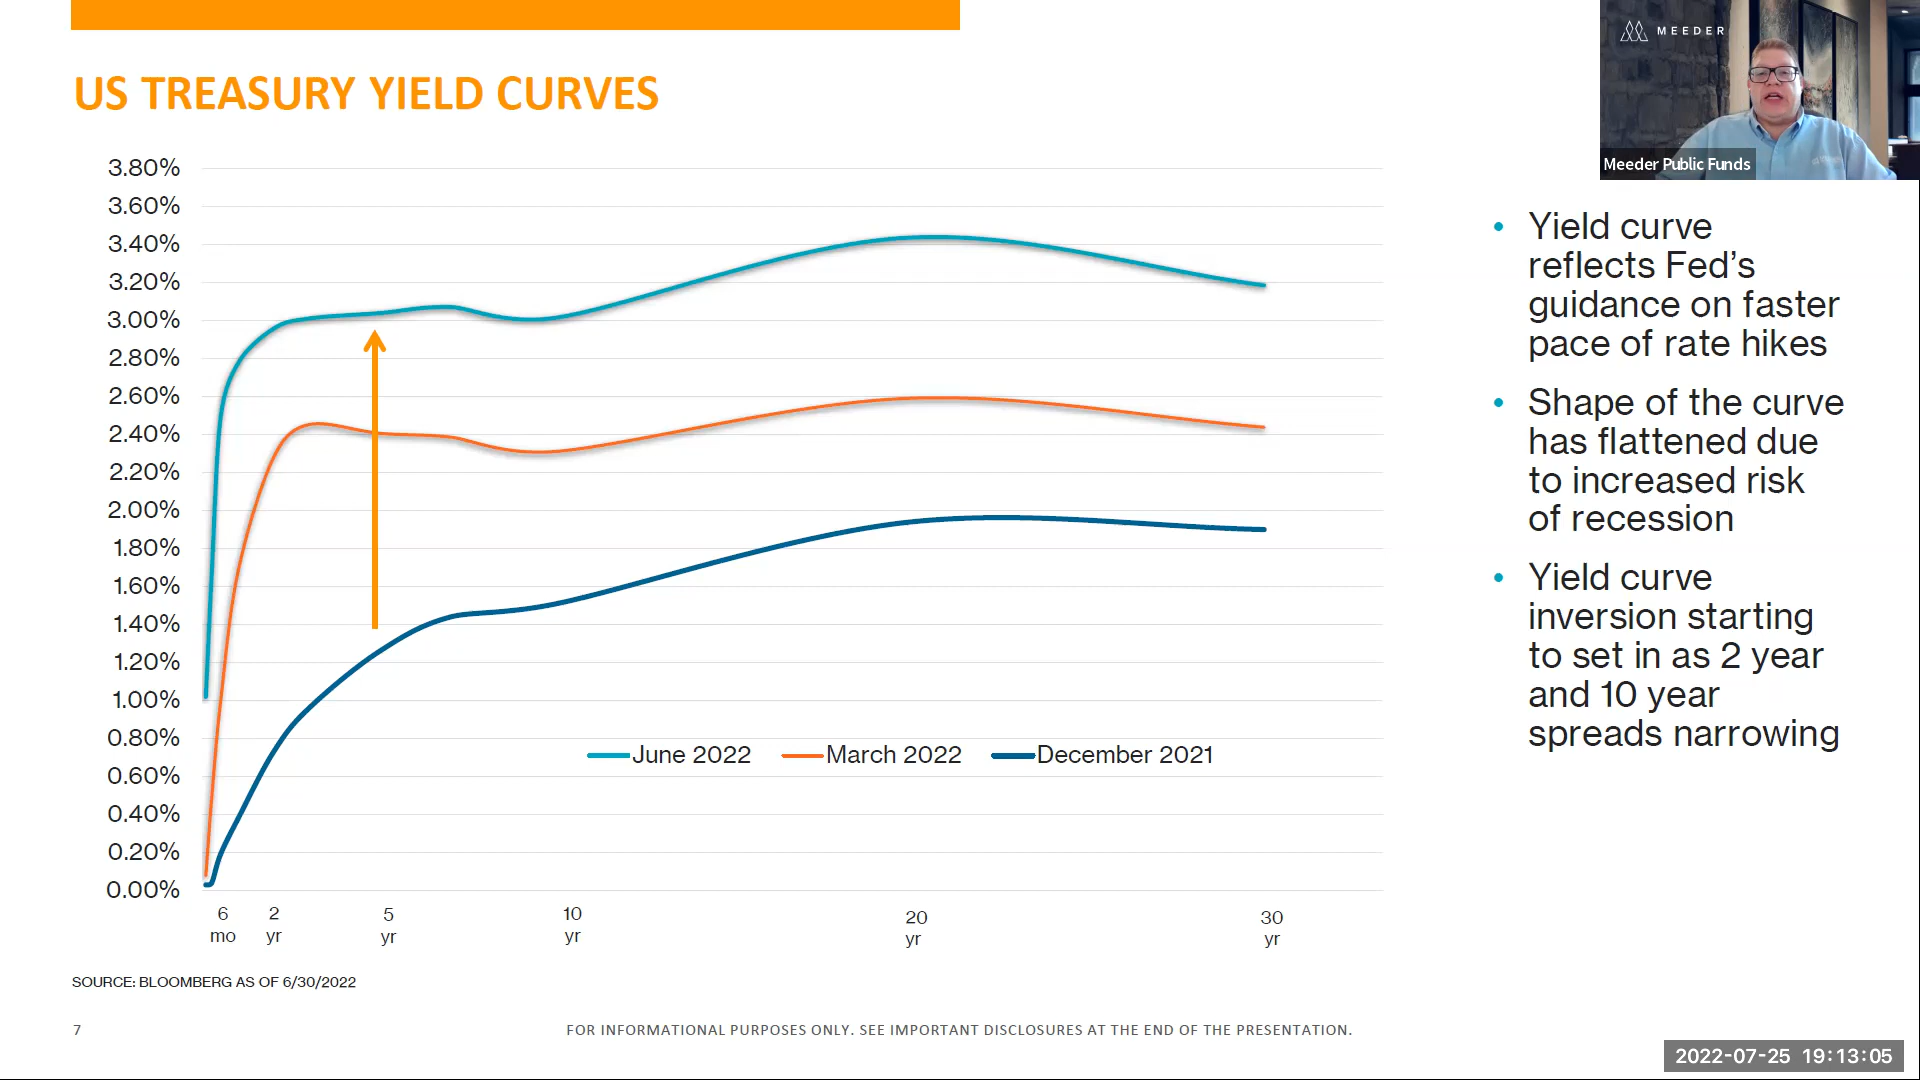 MEEDER
Meeder Public Funds
US TREASURY YIELD CURVES
3.80%
3.60%
3.40%
3.20%
3.00%
2.80%
2.60%
2.40%
2.20%
2.00%
1.80%
1.60%
1.40%
1.20%
1.00%
0.80%
0.60%
0.40%
0.20%
0.00%
6 2 5 10 20 30
mo yr yr yr yr yr
June 2022 March 2022 December 2021
• Yield curve
reflects Fed's
guidance on faster
pace of rate hikes
• Shape of the curve
has flattened due
to increased risk
of recession
• Yield curve
inversion starting
to set in as 2 year
and 10 year
spreads narrowing
SOURCE: BLOOMBERG AS OF 6/30/2022
7
FOR INFORMATIONAL PURPOSES ONLY. SEE IMPORTANT DISCLOSURES AT THE END OF THE PRESENTATION.
2022-07-25 19:13:05